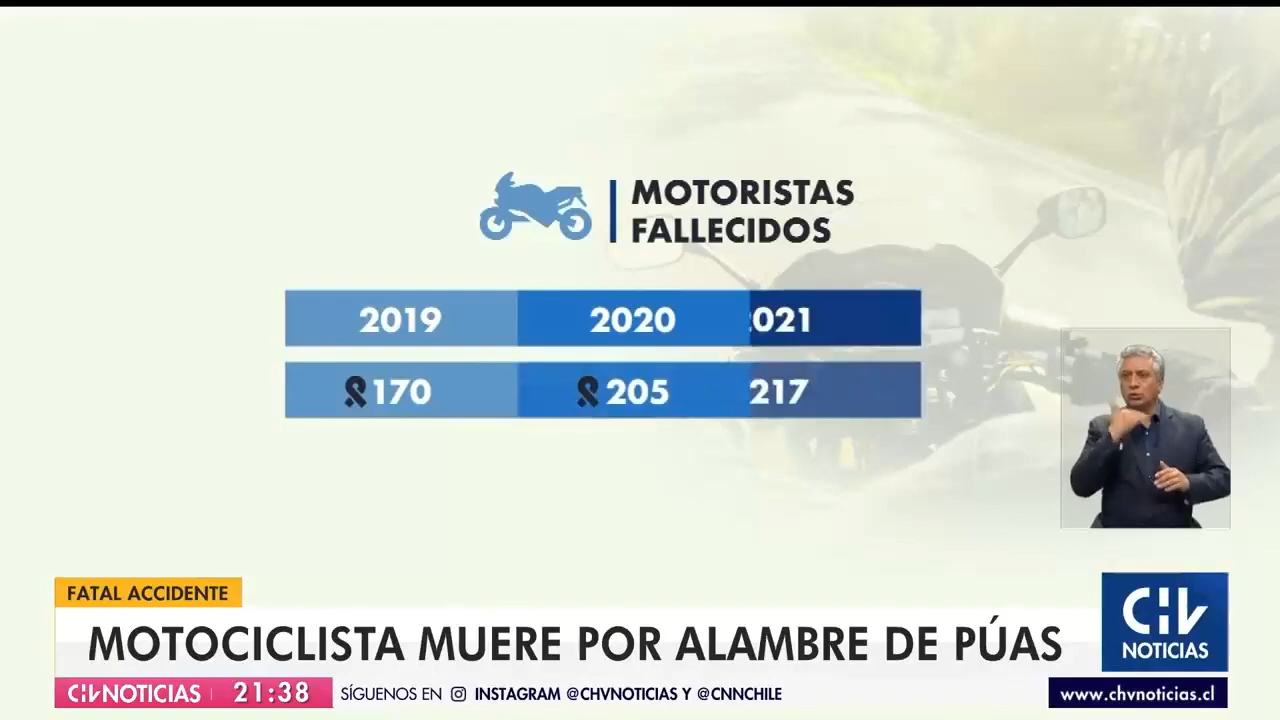 MOTORISTAS
FALLECIDOS
2019 2020 021
170 205 217
FATAL ACCIDENTE
MOTOCICLISTA MUERE POR ALAMBRE DE PÚAS
CHV
NOTICIAS
CHVNOTICIAS 21:38 SÍGUENOS EN INSTAGRAM @CHVNOTICIAS Y @CNNCHILE
www.chvnoticias.cl